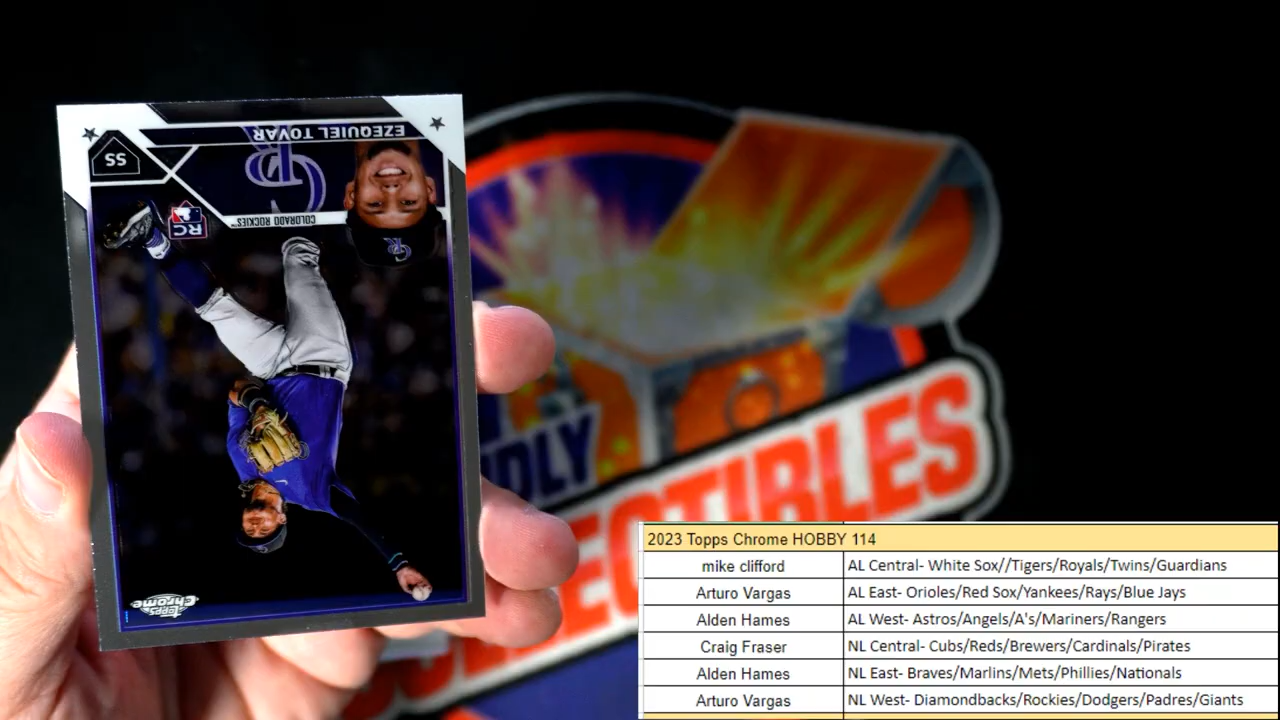 EZEQUIEL TOVAR
SS
CR
COLORADO ROCKIES™
RC
CR
Topps
Chrome
2023 Topps Chrome HOBBY 114
mike clifford AL Central- White Sox//Tigers/Royals/Twins/Guardians
Arturo Vargas AL East- Orioles/Red Sox/Yankees/Rays/Blue Jays
Alden Hames AL West- Astros/Angels/A's/Mariners/Rangers
Craig Fraser NL Central- Cubs/Reds/Brewers/Cardinals/Pirates
Alden Hames NL East- Braves/Marlins/Mets/Phillies/Nationals
Arturo Vargas NL West- Diamondbacks/Rockies/Dodgers/Padres/Giants